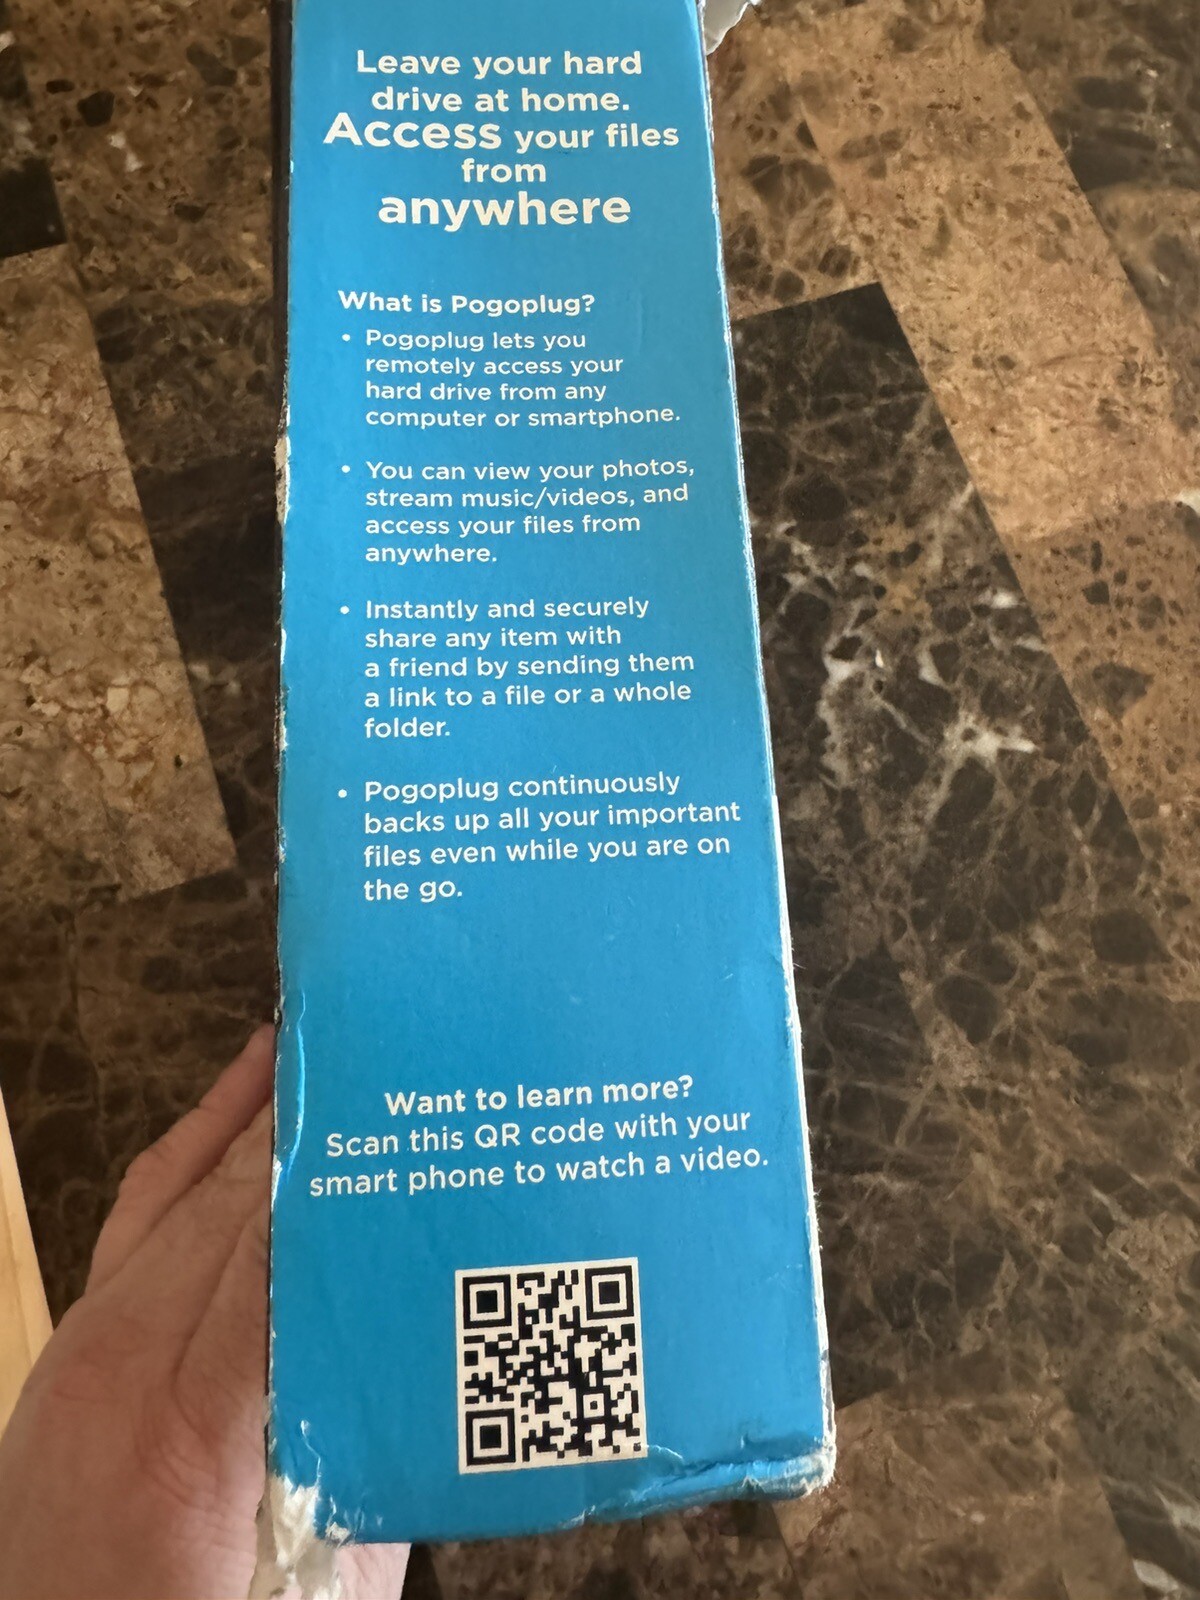 Leave your hard
drive at home.
Access your files
from
anywhere
What is Pogoplug?
• Pogoplug lets you
remotely access your
hard drive from any
computer or smartphone.
• You can view your photos,
stream music/videos, and
access your files from
anywhere.
• Instantly and securely
share any item with
a friend by sending them
a link to a file or a whole
folder.
• Pogoplug continuously
backs up all your important
files even while you are on
the go.
Want to learn more?
Scan this QR code with your
smart phone to watch a video.